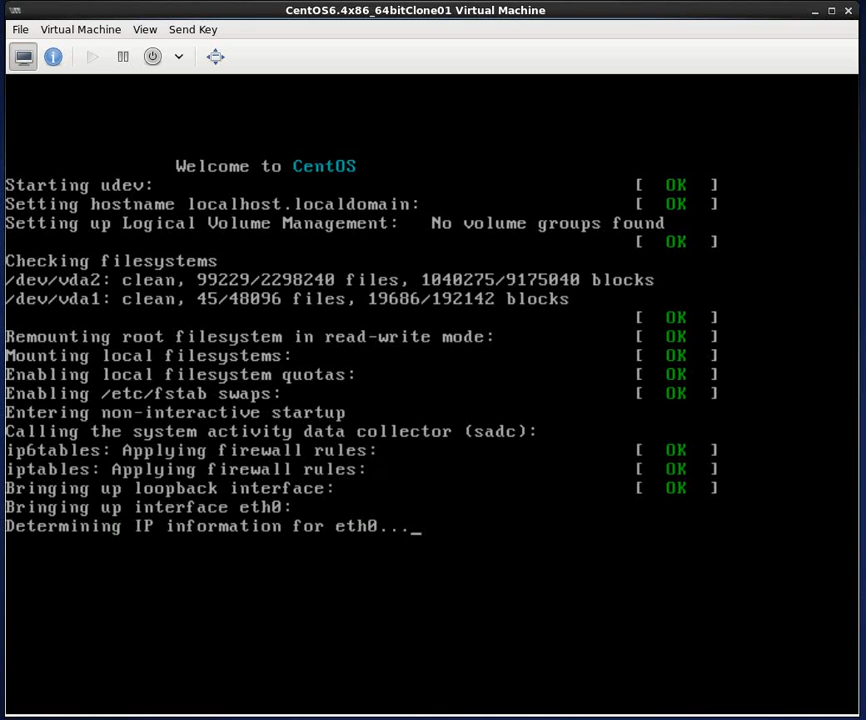 CentOS6.4x86_64bitClone01 Virtual Machine
File Virtual Machine View Send Key
Welcome to CentOS
Starting udev: [ OK ]
Setting hostname localhost.localdomain: [ OK ]
Setting up Logical Volume Management: No volume groups found
[ OK ]
Checking filesystems
/dev/vda2: clean, 99229/2298240 files, 1040275/9175040 blocks
/dev/vda1: clean, 45/48096 files, 19686/192142 blocks
[ OK ]
Remounting root filesystem in read-write mode: [ OK ]
Mounting local filesystems: [ OK ]
Enabling local filesystem quotas: [ OK ]
Enabling /etc/fstab swaps: [ OK ]
Entering non-interactive startup
Calling the system activity data collector (sadc):
ip6tables: Applying firewall rules: [ OK ]
iptables: Applying firewall rules: [ OK ]
Bringing up loopback interface: [ OK ]
Bringing up interface eth0:
Determining IP information for eth0..._